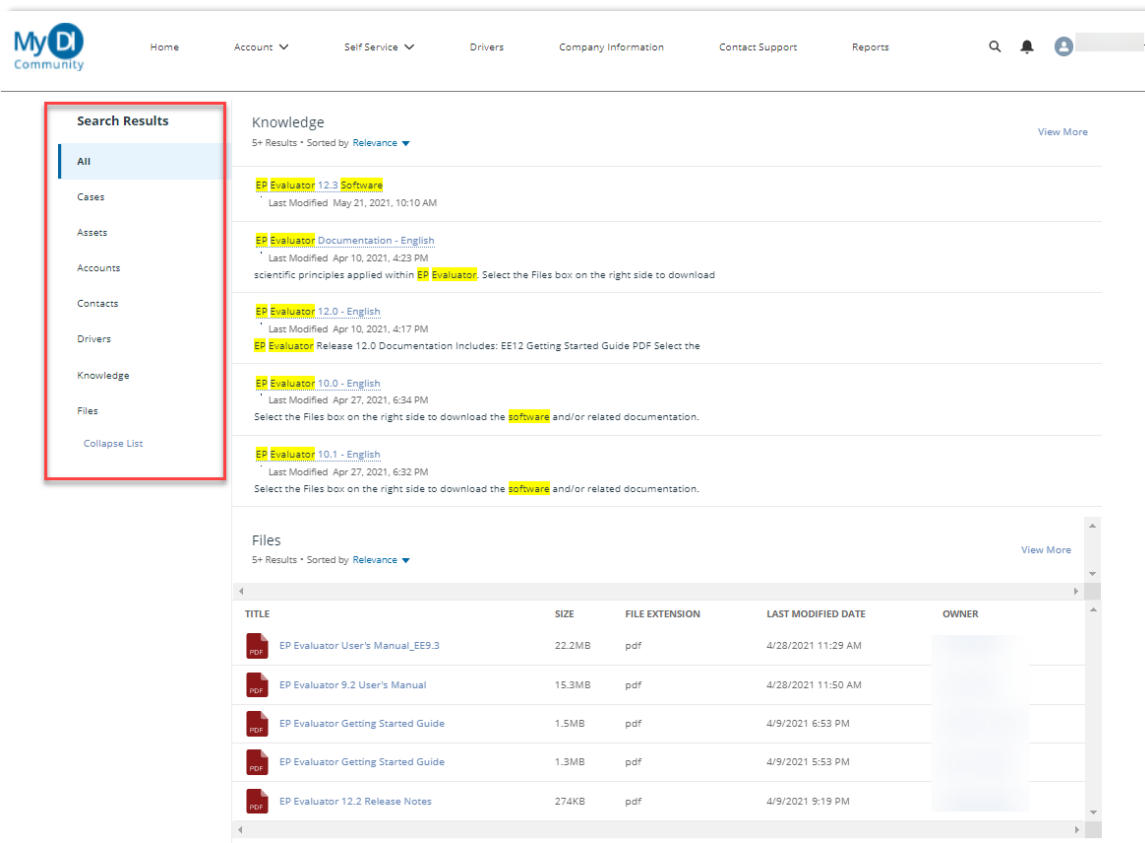 My DI
Community
Home
Account
Self Service
Drivers
Company Information
Contact Support
Reports
Search Results
All
Cases
Assets
Accounts
Contacts
Drivers
Knowledge
Files
Collapse List
Knowledge
5+ Results • Sorted by Relevance
View More
EP Evaluator 12.3 Software
Last Modified May 21, 2021, 10:10 AM
EP Evaluator Documentation - English
Last Modified Apr 10, 2021, 4:23 PM
scientific principles applied within EP Evaluator. Select the Files box on the right side to download
EP Evaluator 12.0 - English
Last Modified Apr 10, 2021, 4:17 PM
EP Evaluator Release 12.0 Documentation Includes: EE12 Getting Started Guide PDF Select the
EP Evaluator 10.0 - English
Last Modified Apr 27, 2021, 6:34 PM
Select the Files box on the right side to download the software and/or related documentation.
EP Evaluator 10.1 - English
Last Modified Apr 27, 2021, 6:32 PM
Select the Files box on the right side to download the software and/or related documentation.
Files
5+ Results • Sorted by Relevance
View More
TITLE SIZE FILE EXTENSION LAST MODIFIED DATE OWNER
PDF EP Evaluator User's Manual_EE9.3 22.2MB pdf 4/28/2021 11:29 AM
PDF EP Evaluator 9.2 User's Manual 15.3MB pdf 4/28/2021 11:50 AM
PDF EP Evaluator Getting Started Guide 1.5MB pdf 4/9/2021 6:53 PM
PDF EP Evaluator Getting Started Guide 1.3MB pdf 4/9/2021 5:53 PM
PDF EP Evaluator 12.2 Release Notes 274KB pdf 4/9/2021 9:19 PM